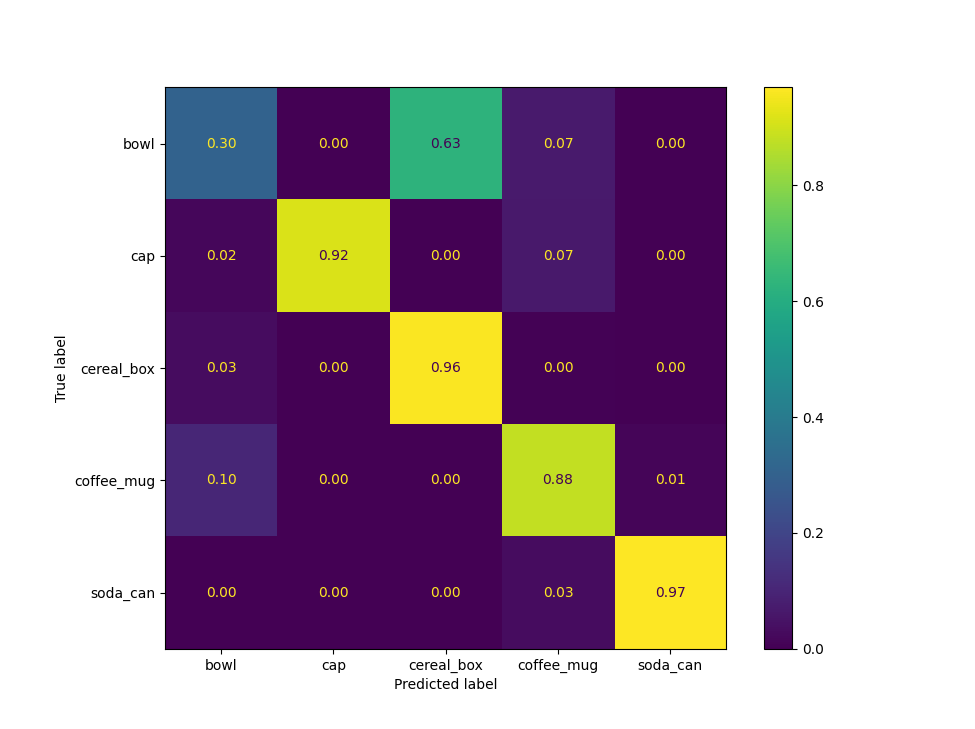 bowl 0.30 0.00 0.63 0.07 0.00
0.8
cap 0.02 0.92 0.00 0.07 0.00
0.6
True label
cereal_box 0.03 0.00 0.96 0.00 0.00
0.4
coffee_mug 0.10 0.00 0.00 0.88 0.01
0.2
soda_can 0.00 0.00 0.00 0.03 0.97
0.0
bowl cap cereal_box coffee_mug soda_can
Predicted label